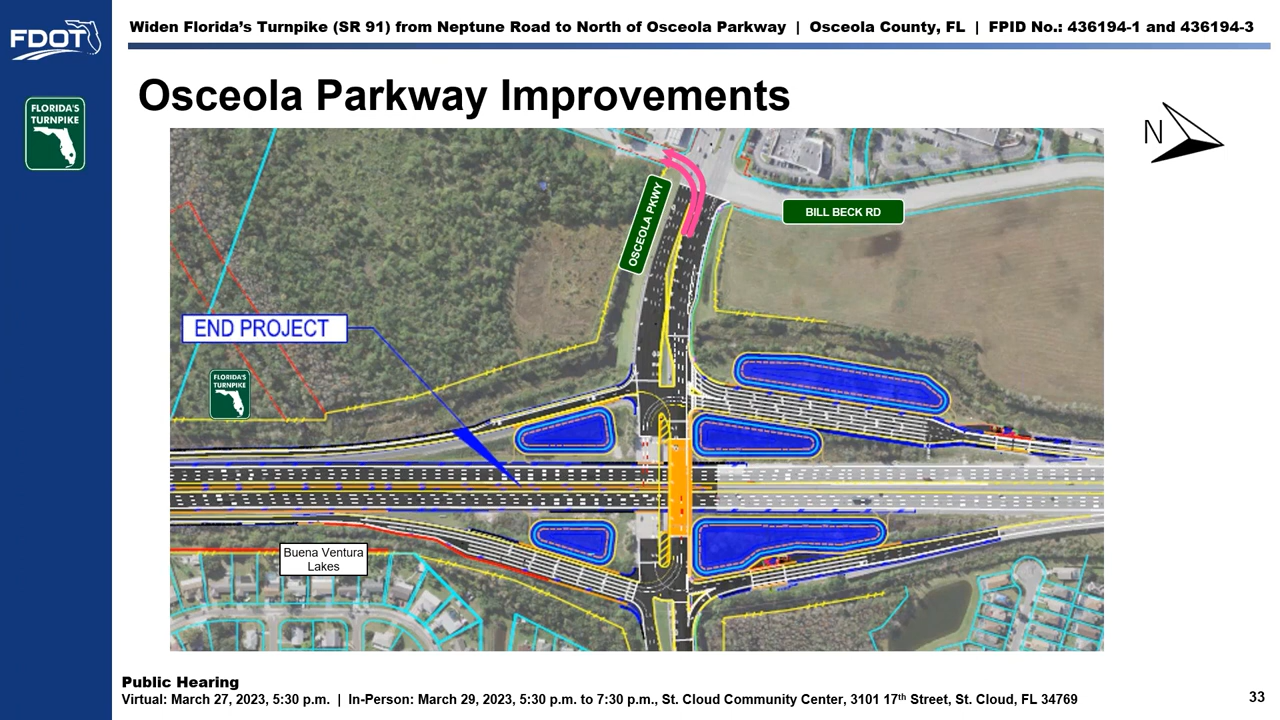 FDOT
Widen Florida’s Turnpike (SR 91) from Neptune Road to North of Osceola Parkway | Osceola County, FL | FPID No.: 436194-1 and 436194-3
FLORIDA'S
TURNPIKE
Osceola Parkway Improvements
N
OSCEOLA PKWY
BILL BECK RD
END PROJECT
FLORIDA'S
TURNPIKE
Buena Ventura
Lakes
Public Hearing
Virtual: March 27, 2023, 5:30 p.m. | In-Person: March 29, 2023, 5:30 p.m. to 7:30 p.m., St. Cloud Community Center, 3101 17th Street, St. Cloud, FL 34769
33